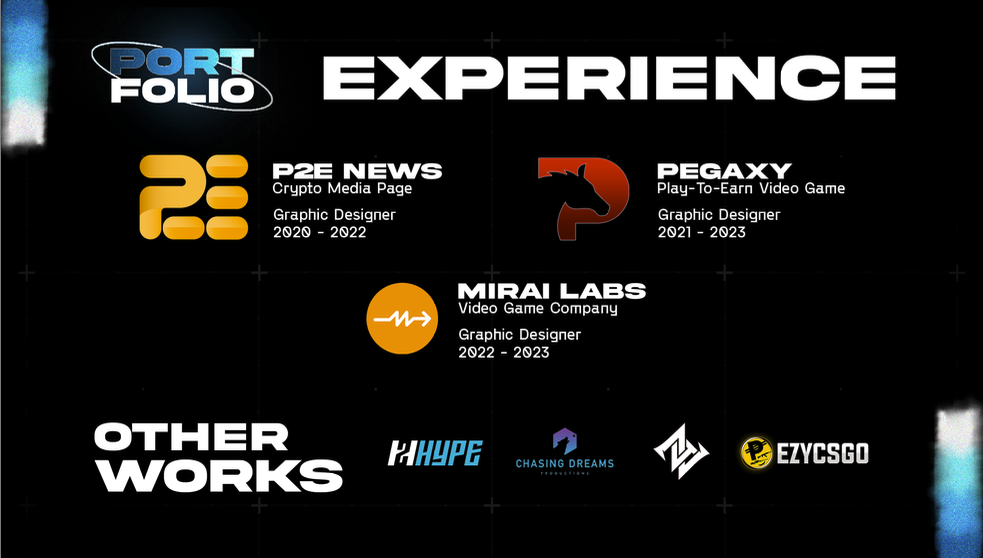 PORT
FOLIO
EXPERIENCE
P2E NEWS
Crypto Media Page
Graphic Designer
2020 - 2022
PEGAXY
Play-To-Earn Video Game
Graphic Designer
2021 - 2023
MIRAI LABS
Video Game Company
Graphic Designer
2022 - 2023
OTHER
WORKS
HYPE
CHASING DREAMS
PRODUCTIONS
EZYCSGO